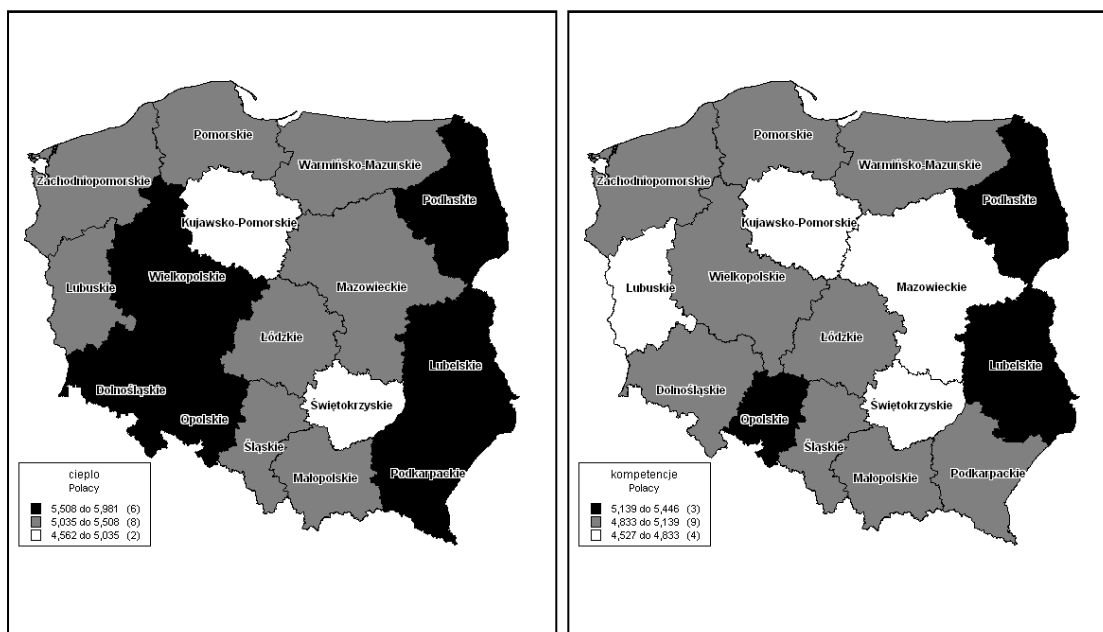 Pomorskie
Warmińsko-Mazurskie
Zachodniopomorskie
Podlaskie
Kujawsko-Pomorskie
Wielkopolskie
Lubuskie
Mazowieckie
Łódzkie
Lubelskie
Dolnośląskie
Świętokrzyskie
Opolskie
Śląskie
Małopolskie
Podkarpackie
cieplo
Polacy
5,508 do 5,981 (6)
5,035 do 5,508 (8)
4,562 do 5,035 (2)
Pomorskie
Warmińsko-Mazurskie
Zachodniopomorskie
Podlaskie
Kujawsko-Pomorskie
Wielkopolskie
Lubuskie
Mazowieckie
Łódzkie
Lubelskie
Dolnośląskie
Świętokrzyskie
Opolskie
Śląskie
Małopolskie
Podkarpackie
kompetencje
Polacy
5,139 do 5,446 (3)
4,833 do 5,139 (9)
4,527 do 4,833 (4)